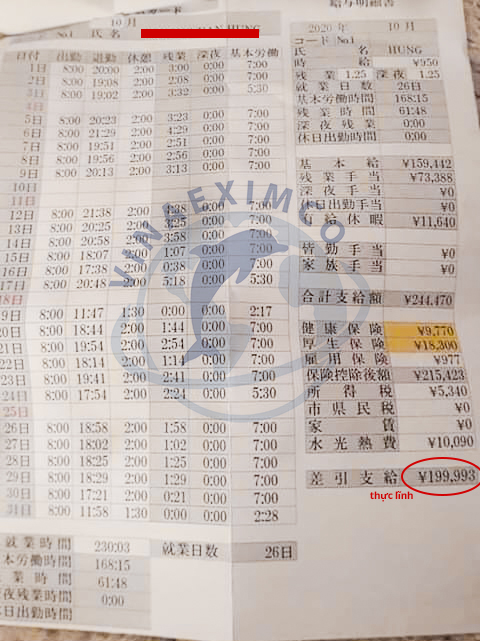 給与明細書
10月
氏 名
HUNG
日付 出勤 退勤 休憩 残業 深夜 基本労働
1日 8:00 20:00 2:00 3:00 0:00 7:00
2日 8:00 19:08 2:00 2:08 0:00 7:00
3日 8:00 19:02 2:00 3:32 0:00 5:30
4日
5日 8:00 20:23 2:00 3:23 0:00 7:00
6日 8:00 21:29 2:00 4:29 0:00 7:00
7日 8:00 19:51 2:00 2:51 0:00 7:00
8日 8:00 19:56 2:00 2:56 0:00 7:00
9日 8:00 20:13 2:00 3:13 0:00 7:00
10日
11日
12日 8:00 21:38 2:00 4:38 0:00 7:00
13日 8:00 20:25 2:00 3:25 0:00 7:00
14日 8:00 20:58 2:00 3:58 0:00 7:00
15日 8:00 18:07 2:00 1:07 0:00 7:00
16日 8:00 17:38 2:00 0:38 0:00 7:00
17日 8:00 20:48 2:00 5:18 0:00 5:30
18日
9日 8:00 11:47 1:30 0:00 0:00 2:17
20日 8:00 18:44 2:00 1:44 0:00 7:00
21日 8:00 19:54 2:00 2:54 0:00 7:00
22日 8:00 18:14 2:00 1:14 0:00 7:00
23日 8:00 19:41 2:00 2:41 0:00 7:00
24日 8:00 17:54 2:00 2:24 0:00 5:30
25日
26日 8:00 18:58 2:00 1:58 0:00 7:00
27日 8:00 18:02 2:00 1:02 0:00 7:00
28日 8:00 18:25 2:00 1:25 0:00 7:00
29日 8:00 18:29 2:00 1:29 0:00 7:00
30日 8:00 17:21 2:00 0:21 0:00 7:00
31日 8:00 11:58 1:30 0:00 0:00 2:28
就業時間 230:03 就業日数 26日
本労働時間 168:15
業時間 61:48
夜残業時間 0:00
日出勤時間
2020 年 10月
コード No.1
氏 名 HUNG
時 給 ¥950
残 業 1.25 深 夜 1.25
就業日数 26日
基本労働時間 168:15
残業時間 61:48
深夜残業 0:00
休日出勤時間 0:00
基本給 ¥159,442
残業手当 ¥73,388
深夜手当 ¥0
休日出勤手当 ¥0
有給休暇 ¥11,640
皆勤手当 ¥0
家族手当 ¥0
合計支給額 ¥244,470
健康保険 ¥9,770
厚生保険 ¥18,300
雇用保険 ¥977
保険控除後額 ¥215,423
所得税 ¥5,340
市県民税 ¥0
家 賃 ¥0
水光熱費 ¥10,090
差引支給 ¥199,993
thực lĩnh